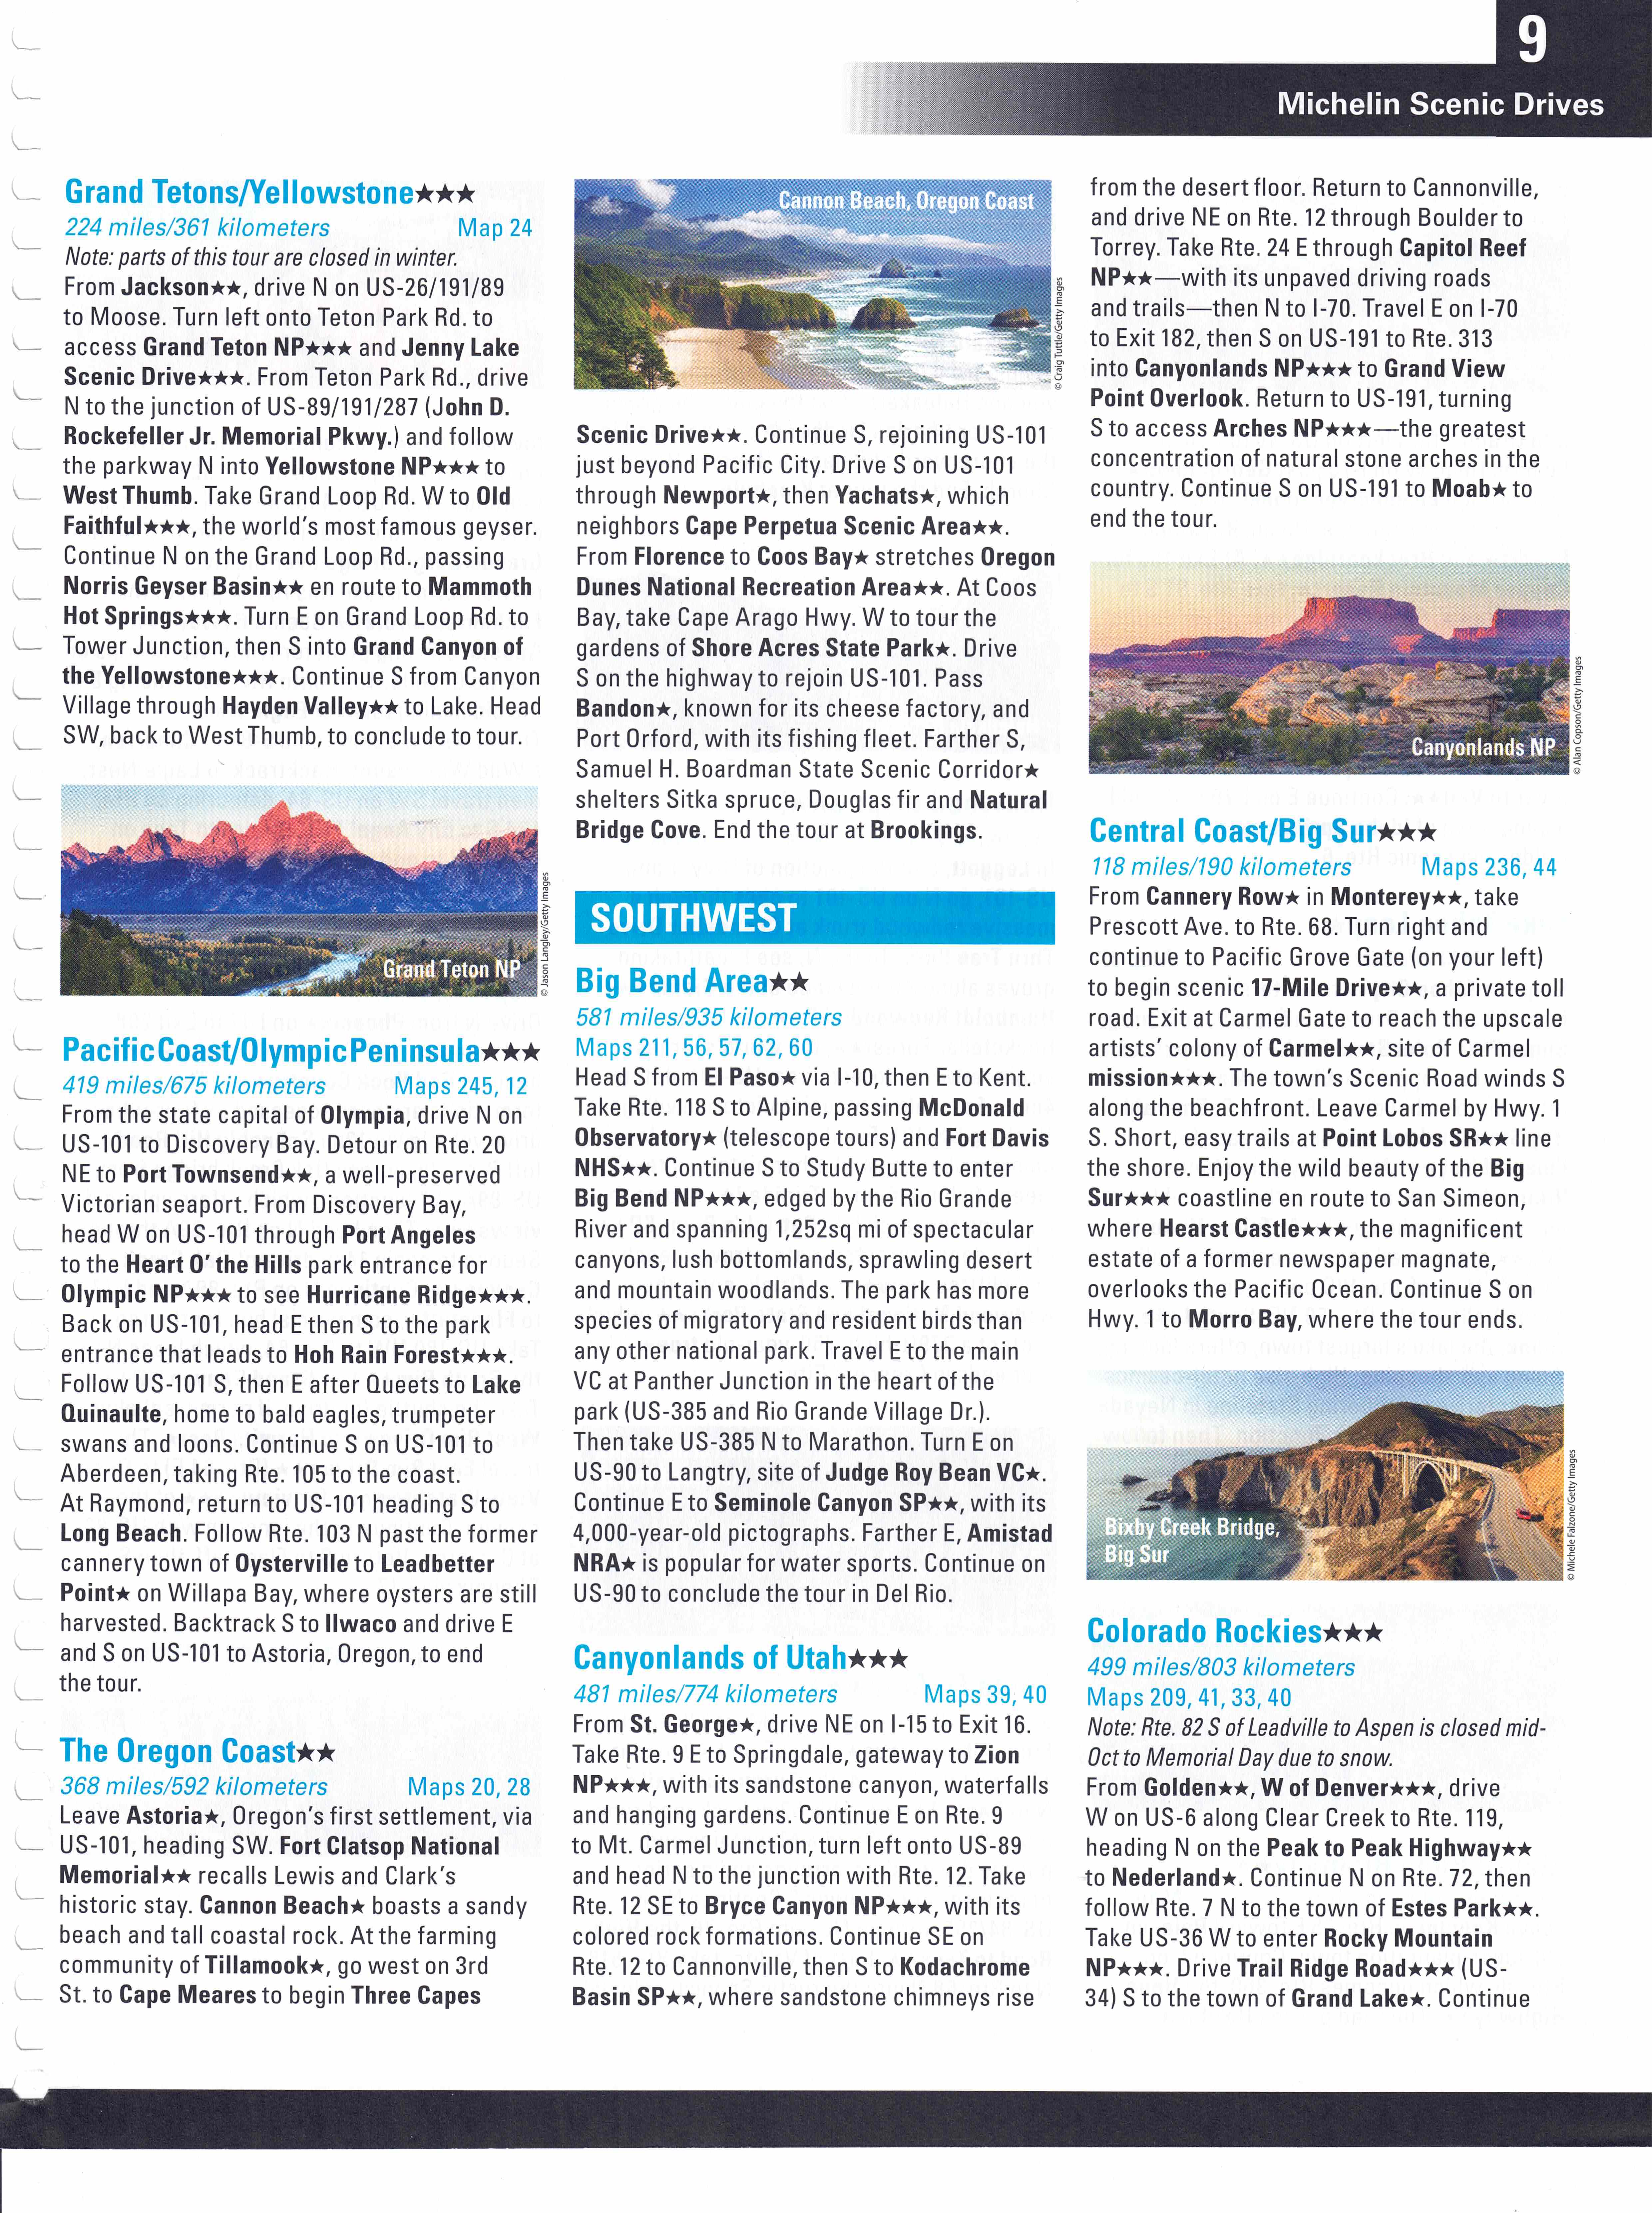 9
Michelin Scenic Drives
Grand Tetons/Yellowstone★★★
224 miles/361 kilometers Map 24
Note: parts of this tour are closed in winter.
From Jackson★★, drive N on US-26/191/89
to Moose. Turn left onto Teton Park Rd. to
access Grand Teton NP★★★ and Jenny Lake
Scenic Drive★★★. From Teton Park Rd., drive
N to the junction of US-89/191/287 (John D.
Rockefeller Jr. Memorial Pkwy.) and follow
the parkway N into Yellowstone NP★★★ to
West Thumb. Take Grand Loop Rd. W to Old
Faithful★★★, the world's most famous geyser.
Continue N on the Grand Loop Rd., passing
Norris Geyser Basin★★ en route to Mammoth
Hot Springs★★★. Turn E on Grand Loop Rd. to
Tower Junction, then S into Grand Canyon of
the Yellowstone★★★. Continue S from Canyon
Village through Hayden Valley★★ to Lake. Head
SW, back to West Thumb, to conclude to tour.
Grand Teton NP
© Jason Langley/Getty Images
Pacific Coast/Olympic Peninsula★★★
419 miles/675 kilometers Maps 245, 12
From the state capital of Olympia, drive N on
US-101 to Discovery Bay. Detour on Rte. 20
NE to Port Townsend★★, a well-preserved
Victorian seaport. From Discovery Bay,
head W on US-101 through Port Angeles
to the Heart O' the Hills park entrance for
Olympic NP★★★ to see Hurricane Ridge★★★.
Back on US-101, head E then S to the park
entrance that leads to Hoh Rain Forest★★★.
Follow US-101 S, then E after Queets to Lake
Quinaulte, home to bald eagles, trumpeter
swans and loons. Continue S on US-101 to
Aberdeen, taking Rte. 105 to the coast.
At Raymond, return to US-101 heading S to
Long Beach. Follow Rte. 103 N past the former
cannery town of Oysterville to Leadbetter
Point★ on Willapa Bay, where oysters are still
harvested. Backtrack S to Ilwaco and drive E
and S on US-101 to Astoria, Oregon, to end
the tour.
The Oregon Coast★★
368 miles/592 kilometers Maps 20, 28
Leave Astoria★, Oregon's first settlement, via
US-101, heading SW. Fort Clatsop National
Memorial★★ recalls Lewis and Clark's
historic stay. Cannon Beach★ boasts a sandy
beach and tall coastal rock. At the farming
community of Tillamook★, go west on 3rd
St. to Cape Meares to begin Three Capes
Cannon Beach, Oregon Coast
© Craig Tuttle/Getty Images
Scenic Drive★★. Continue S, rejoining US-101
just beyond Pacific City. Drive S on US-101
through Newport★, then Yachats★, which
neighbors Cape Perpetua Scenic Area★★.
From Florence to Coos Bay★ stretches Oregon
Dunes National Recreation Area★★. At Coos
Bay, take Cape Arago Hwy. W to tour the
gardens of Shore Acres State Park★. Drive
S on the highway to rejoin US-101. Pass
Bandon★, known for its cheese factory, and
Port Orford, with its fishing fleet. Farther S,
Samuel H. Boardman State Scenic Corridor★
shelters Sitka spruce, Douglas fir and Natural
Bridge Cove. End the tour at Brookings.
SOUTHWEST
Big Bend Area★★
581 miles/935 kilometers
Maps 211, 56, 57, 62, 60
Head S from El Paso★ via I-10, then E to Kent.
Take Rte. 118 S to Alpine, passing McDonald
Observatory★ (telescope tours) and Fort Davis
NHS★★. Continue S to Study Butte to enter
Big Bend NP★★★, edged by the Rio Grande
River and spanning 1,252sq mi of spectacular
canyons, lush bottomlands, sprawling desert
and mountain woodlands. The park has more
species of migratory and resident birds than
any other national park. Travel E to the main
VC at Panther Junction in the heart of the
park (US-385 and Rio Grande Village Dr.).
Then take US-385 N to Marathon. Turn E on
US-90 to Langtry, site of Judge Roy Bean VC★.
Continue E to Seminole Canyon SP★★, with its
4,000-year-old pictographs. Farther E, Amistad
NRA★ is popular for water sports. Continue on
US-90 to conclude the tour in Del Rio.
Canyonlands of Utah★★★
481 miles/774 kilometers Maps 39, 40
From St. George★, drive NE on I-15 to Exit 16.
Take Rte. 9 E to Springdale, gateway to Zion
NP★★★, with its sandstone canyon, waterfalls
and hanging gardens. Continue E on Rte. 9
to Mt. Carmel Junction, turn left onto US-89
and head N to the junction with Rte. 12. Take
Rte. 12 SE to Bryce Canyon NP★★★, with its
colored rock formations. Continue SE on
Rte. 12 to Cannonville, then S to Kodachrome
Basin SP★★, where sandstone chimneys rise
from the desert floor. Return to Cannonville,
and drive NE on Rte. 12 through Boulder to
Torrey. Take Rte. 24 E through Capitol Reef
NP★★—with its unpaved driving roads
and trails—then N to I-70. Travel E on I-70
to Exit 182, then S on US-191 to Rte. 313
into Canyonlands NP★★★ to Grand View
Point Overlook. Return to US-191, turning
S to access Arches NP★★★—the greatest
concentration of natural stone arches in the
country. Continue S on US-191 to Moab★ to
end the tour.
Canyonlands NP
© Alan Copson/Getty Images
Central Coast/Big Sur★★★
118 miles/190 kilometers Maps 236, 44
From Cannery Row★ in Monterey★★, take
Prescott Ave. to Rte. 68. Turn right and
continue to Pacific Grove Gate (on your left)
to begin scenic 17-Mile Drive★★, a private toll
road. Exit at Carmel Gate to reach the upscale
artists' colony of Carmel★★, site of Carmel
mission★★★. The town's Scenic Road winds S
along the beachfront. Leave Carmel by Hwy. 1
S. Short, easy trails at Point Lobos SR★★ line
the shore. Enjoy the wild beauty of the Big
Sur★★★ coastline en route to San Simeon,
where Hearst Castle★★★, the magnificent
estate of a former newspaper magnate,
overlooks the Pacific Ocean. Continue S on
Hwy. 1 to Morro Bay, where the tour ends.
Bixby Creek Bridge,
Big Sur
© Michele Falzone/Getty Images
Colorado Rockies★★★
499 miles/803 kilometers
Maps 209, 41, 33, 40
Note: Rte. 82 S of Leadville to Aspen is closed mid-
Oct to Memorial Day due to snow.
From Golden★★, W of Denver★★★, drive
W on US-6 along Clear Creek to Rte. 119,
heading N on the Peak to Peak Highway★★
to Nederland★. Continue N on Rte. 72, then
follow Rte. 7 N to the town of Estes Park★★.
Take US-36 W to enter Rocky Mountain
NP★★★. Drive Trail Ridge Road★★★ (US-
34) S to the town of Grand Lake★. Continue